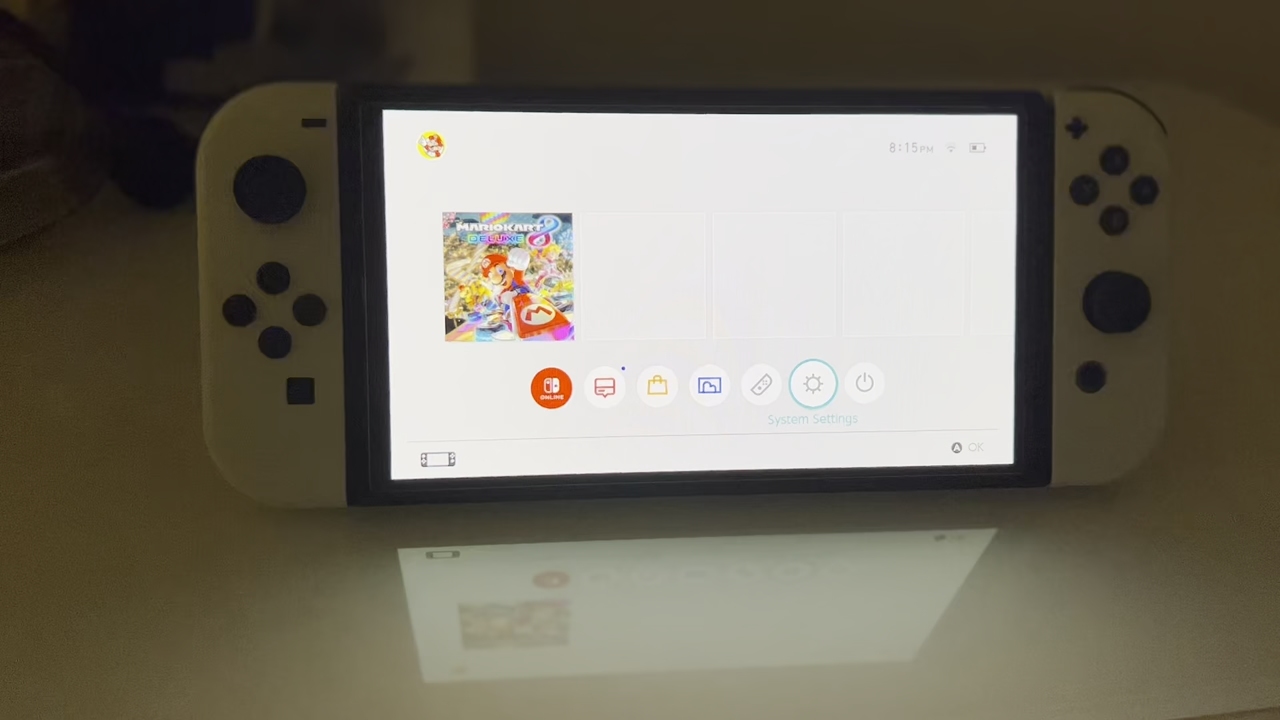 8:15 PM
MARIOKART 8
DELUXE
ONLINE
System Settings
A OK